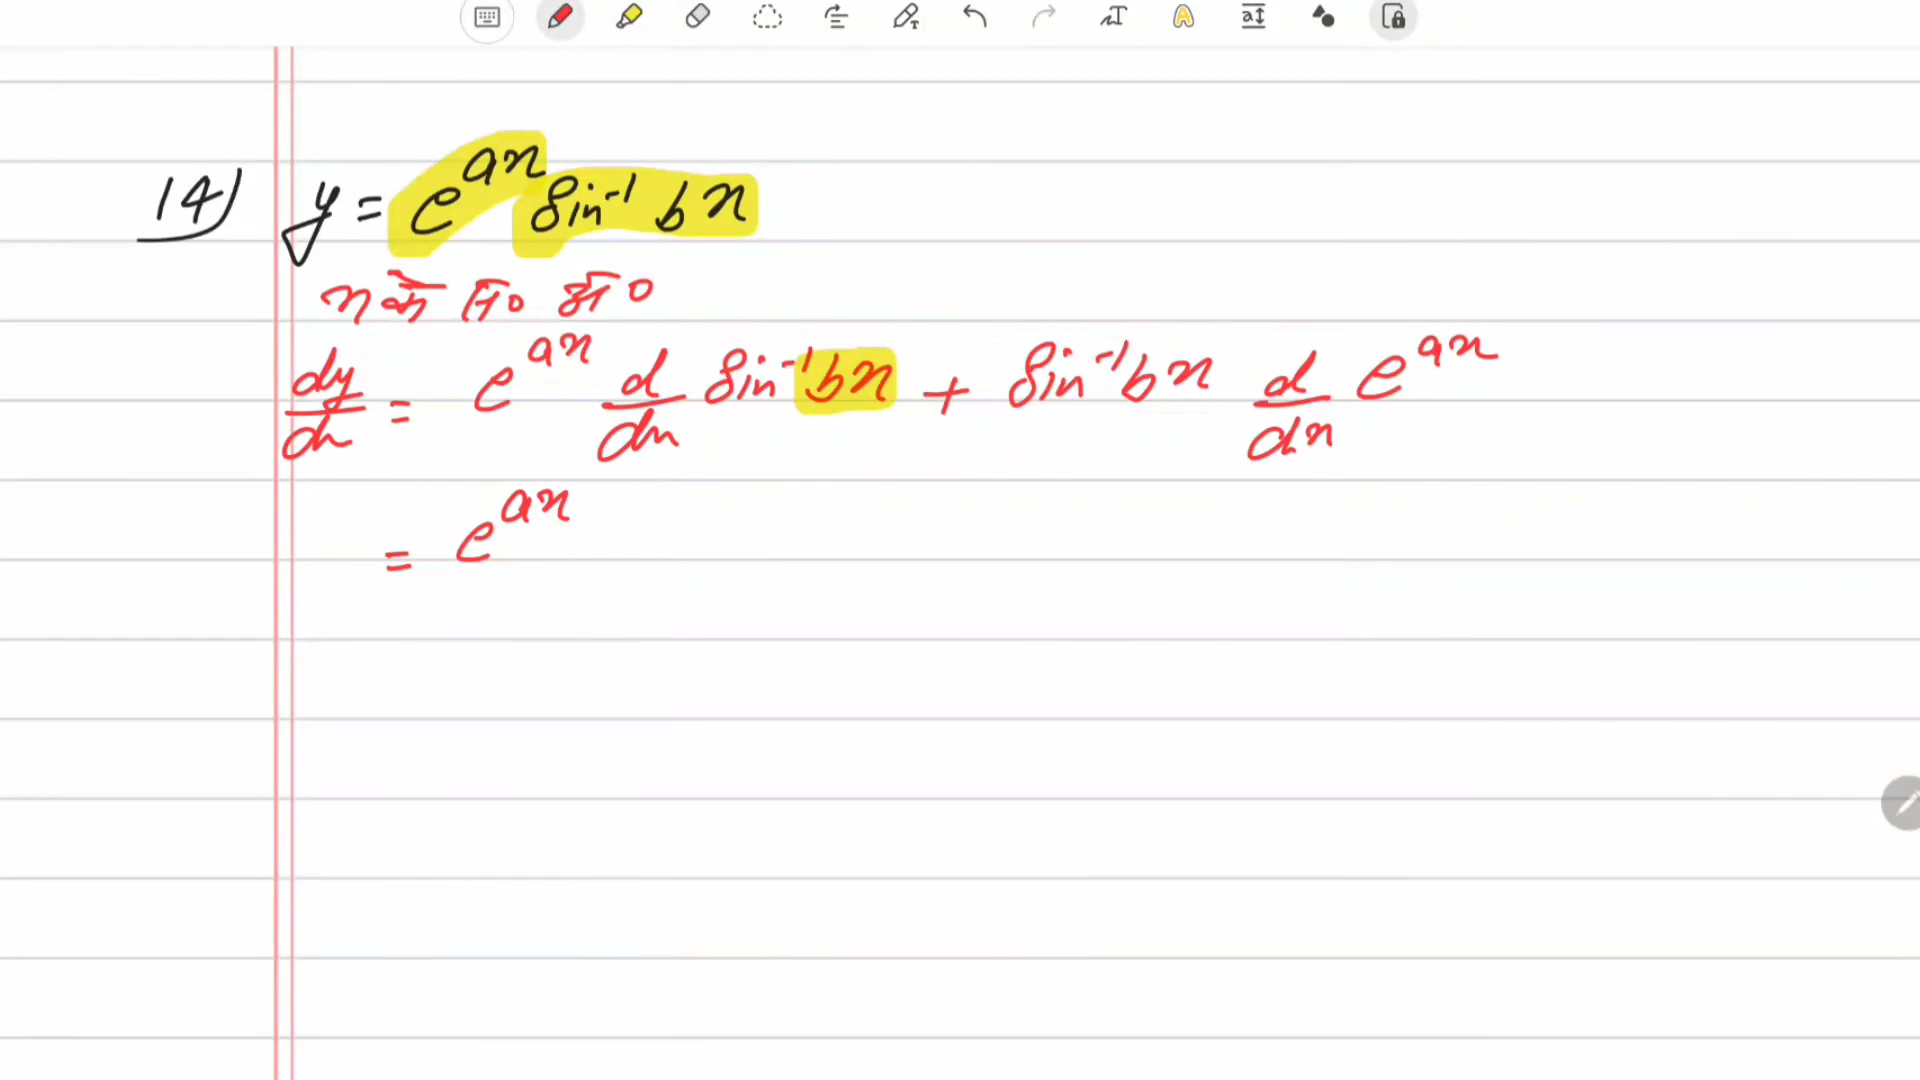 14) y = e^{ax} sin^{-1} bx
x के सा० अ०
dy/dx = e^{ax} d/dx sin^{-1} bx + sin^{-1} bx d/dx e^{ax}
= e^{ax}